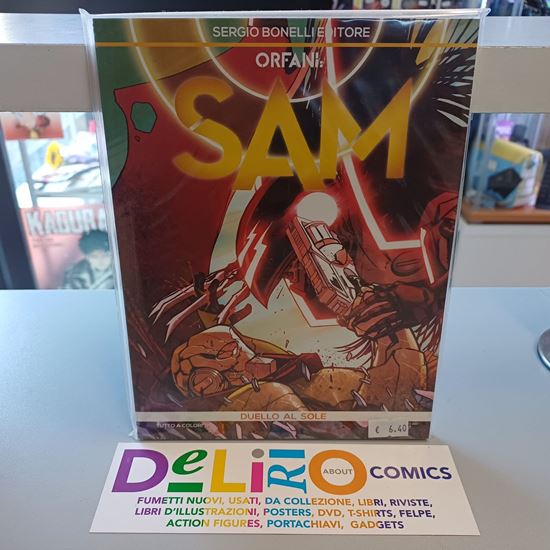 SERGIO BONELLI EDITORE
ORFANI:
SAM
KAGURA
DUELLO AL SOLE
TUTTO A COLORI
€ 6.40
DELIRIO ABOUT COMICS
FUMETTI NUOVI, USATI, DA COLLEZIONE, LIBRI, RIVISTE,
LIBRI D'ILLUSTRAZIONI, POSTERS, DVD, T-SHIRTS, FELPE,
ACTION FIGURES, PORTACHIAVI, GADGETS